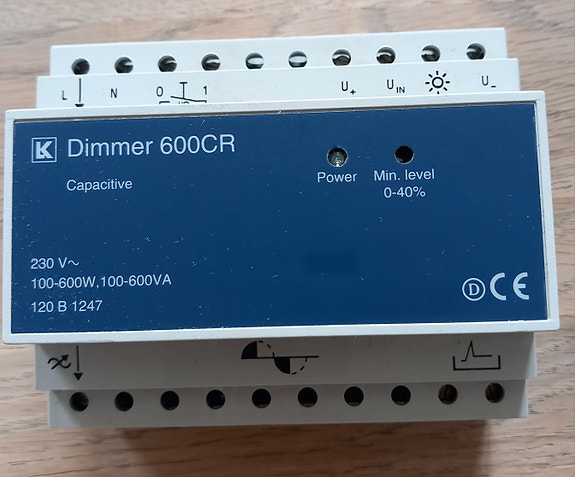 L N 0 1 U+ UIN U-
LK Dimmer 600CR
Capacitive
Power
Min. level
0-40%
230 V~
100-600W,100-600VA
120 B 1247
D CE